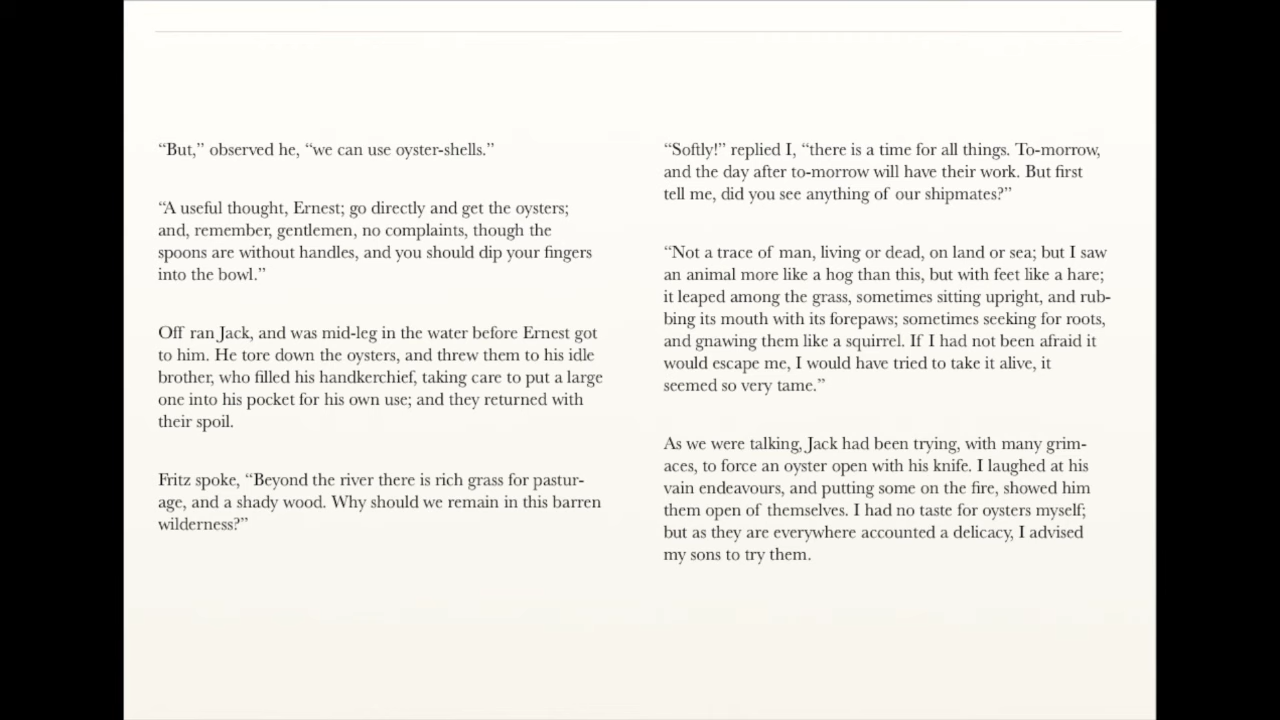 “But,” observed he, “we can use oyster-shells.”
“A useful thought, Ernest; go directly and get the oysters;
and, remember, gentlemen, no complaints, though the
spoons are without handles, and you should dip your fingers
into the bowl.”
Off ran Jack, and was mid-leg in the water before Ernest got
to him. He tore down the oysters, and threw them to his idle
brother, who filled his handkerchief, taking care to put a large
one into his pocket for his own use; and they returned with
their spoil.
Fritz spoke, “Beyond the river there is rich grass for pastur-
age, and a shady wood. Why should we remain in this barren
wilderness?”
“Softly!” replied I, “there is a time for all things. To-morrow,
and the day after to-morrow will have their work. But first
tell me, did you see anything of our shipmates?”
“Not a trace of man, living or dead, on land or sea; but I saw
an animal more like a hog than this, but with feet like a hare;
it leaped among the grass, sometimes sitting upright, and rub-
bing its mouth with its forepaws; sometimes seeking for roots,
and gnawing them like a squirrel. If I had not been afraid it
would escape me, I would have tried to take it alive, it
seemed so very tame.”
As we were talking, Jack had been trying, with many grim-
aces, to force an oyster open with his knife. I laughed at his
vain endeavours, and putting some on the fire, showed him
them open of themselves. I had no taste for oysters myself;
but as they are everywhere accounted a delicacy, I advised
my sons to try them.